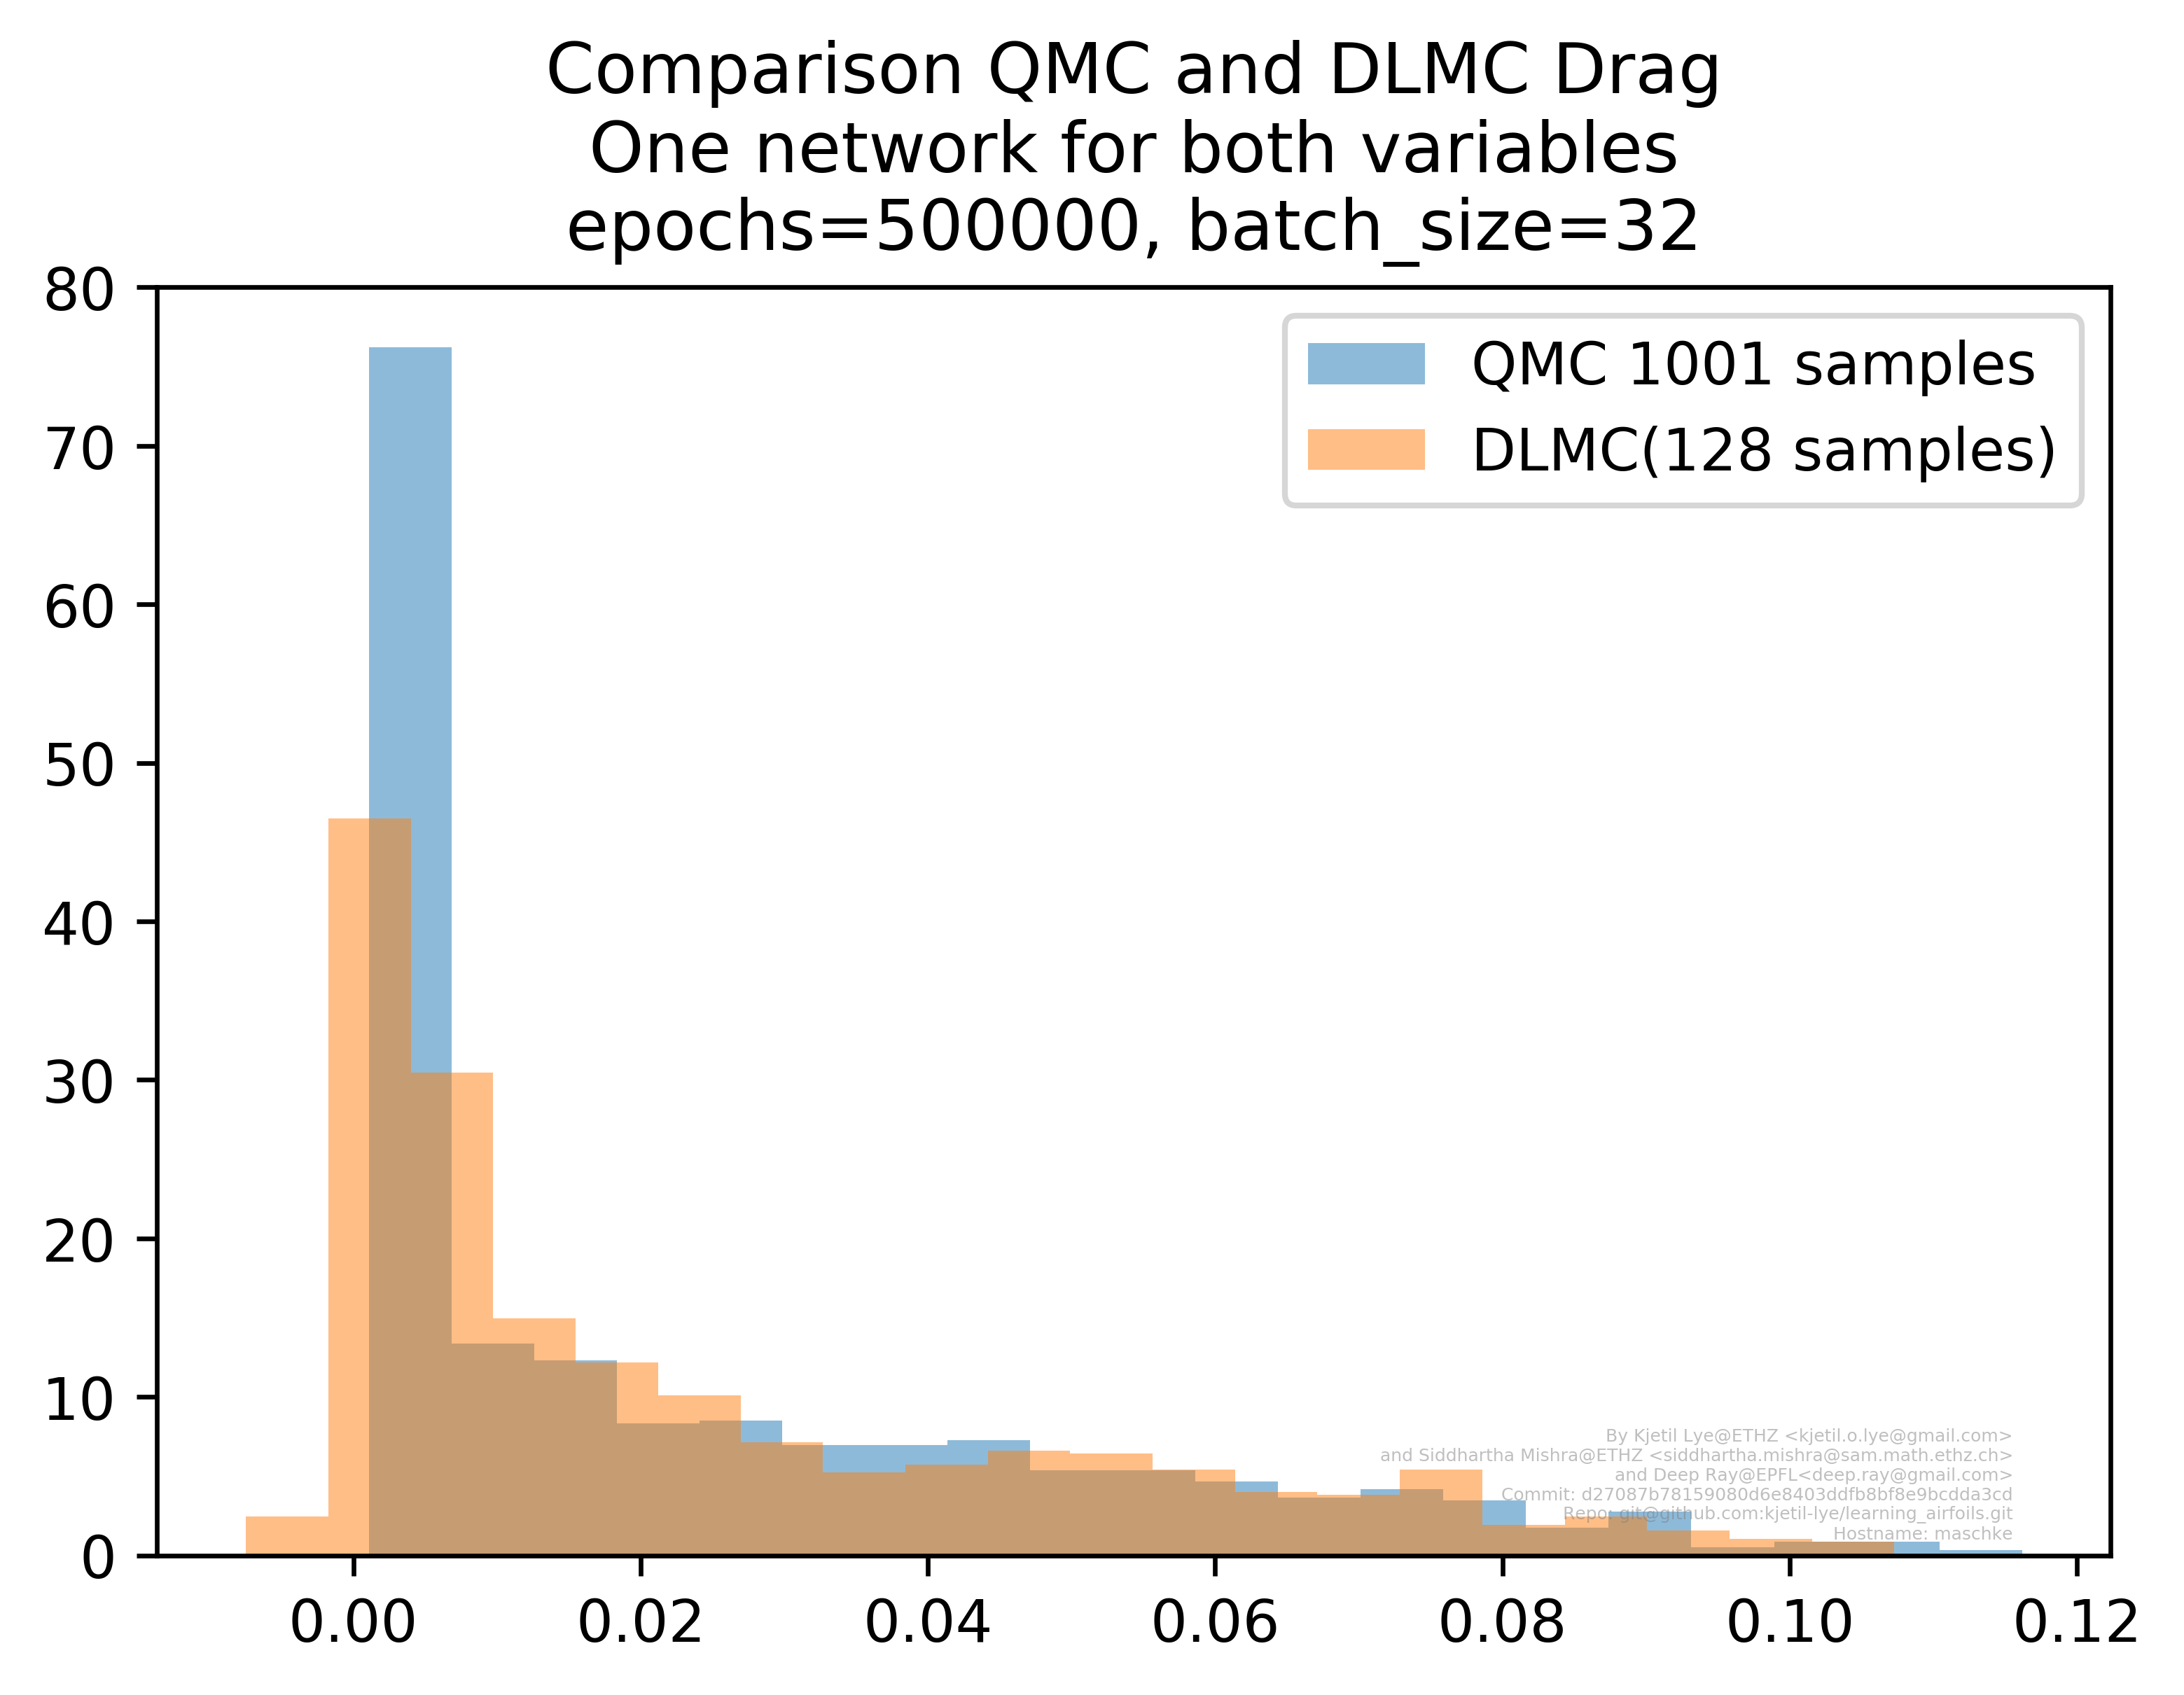 Comparison QMC and DLMC Drag
One network for both variables
epochs=500000, batch_size=32
80
70
60
50
40
30
20
10
0
QMC 1001 samples
DLMC(128 samples)
By Kjetil Lye@ETHZ <kjetil.o.lye@gmail.com>
and Siddhartha Mishra@ETHZ <siddhartha.mishra@sam.math.ethz.ch>
and Deep Ray@EPFL<deep.ray@gmail.com>
Commit: d27087b78159080d6e8403ddfb8bf8e9bcdda3cd
Repo: git@github.com:kjetil-lye/learning_airfoils.git
Hostname: maschke
0.00 0.02 0.04 0.06 0.08 0.10 0.12